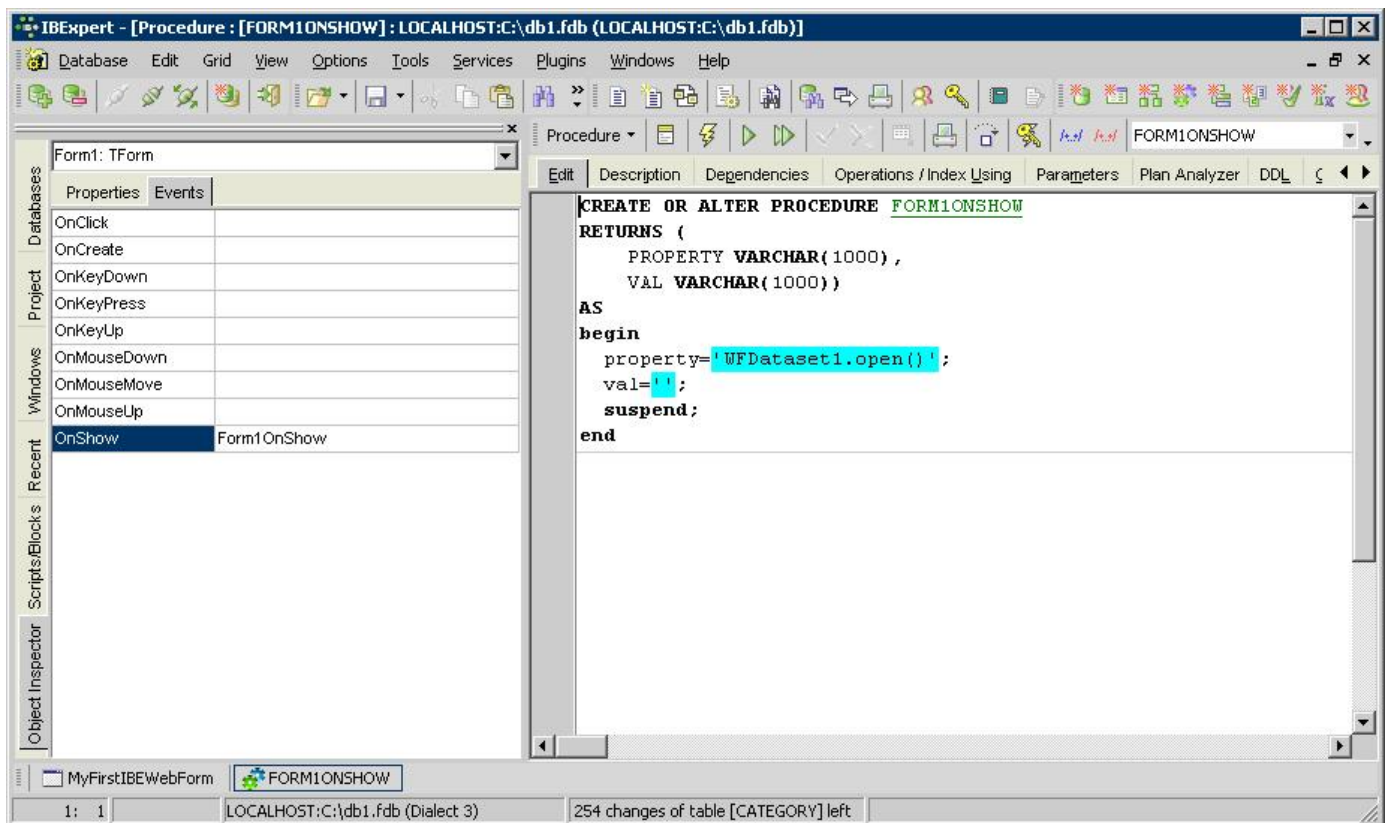 IBExpert - [Procedure : [FORM1ONSHOW] : LOCALHOST:C:\db1.fdb (LOCALHOST:C:\db1.fdb)]
Database Edit Grid View Options Tools Services Plugins Windows Help
Procedure FORM1ONSHOW
Form1: TForm
Properties Events
Edit Description Dependencies Operations / Index Using Parameters Plan Analyzer DDL
Databases
Project
Windows
Recent
Scripts/Blocks
Object Inspector
OnClick
OnCreate
OnKeyDown
OnKeyPress
OnKeyUp
OnMouseDown
OnMouseMove
OnMouseUp
OnShow Form1OnShow
CREATE OR ALTER PROCEDURE FORM1ONSHOW
RETURNS (
PROPERTY VARCHAR(1000),
VAL VARCHAR(1000))
AS
begin
property='WFDataset1.open()';
val='';
suspend;
end
MyFirstIBEWebForm FORM1ONSHOW
1: 1 LOCALHOST:C:\db1.fdb (Dialect 3) 254 changes of table [CATEGORY] left